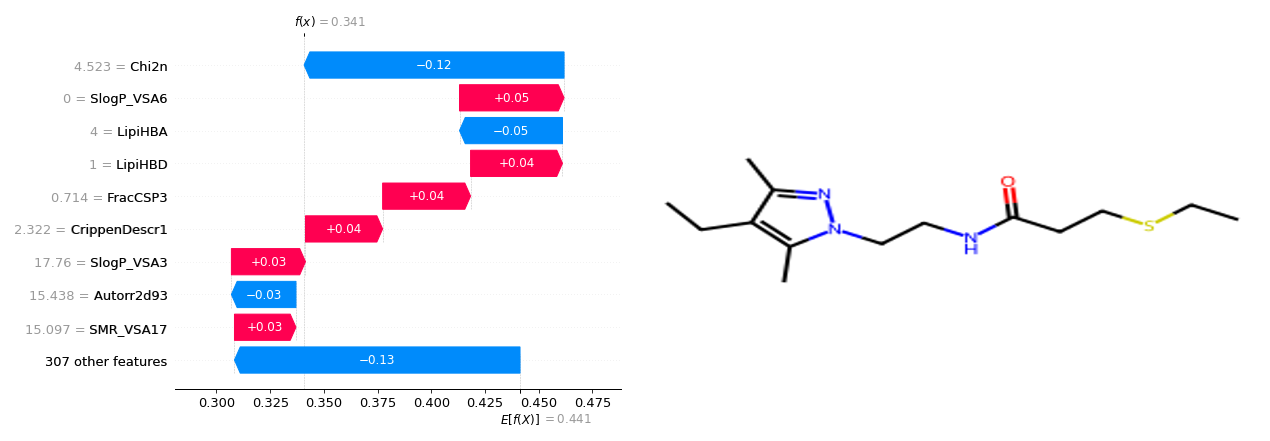 f(x) = 0.341
4.523 = Chi2n
−0.12
0 = SlogP_VSA6
+0.05
4 = LipiHBA
−0.05
1 = LipiHBD
+0.04
0.714 = FracCSP3
+0.04
2.322 = CrippenDescr1
+0.04
17.76 = SlogP_VSA3
+0.03
15.438 = Autorr2d93
−0.03
15.097 = SMR_VSA17
+0.03
307 other features
−0.13
0.300 0.325 0.350 0.375 0.400 0.425 0.450 0.475
E[f(X)] = 0.441
O
N
N
N
H
S